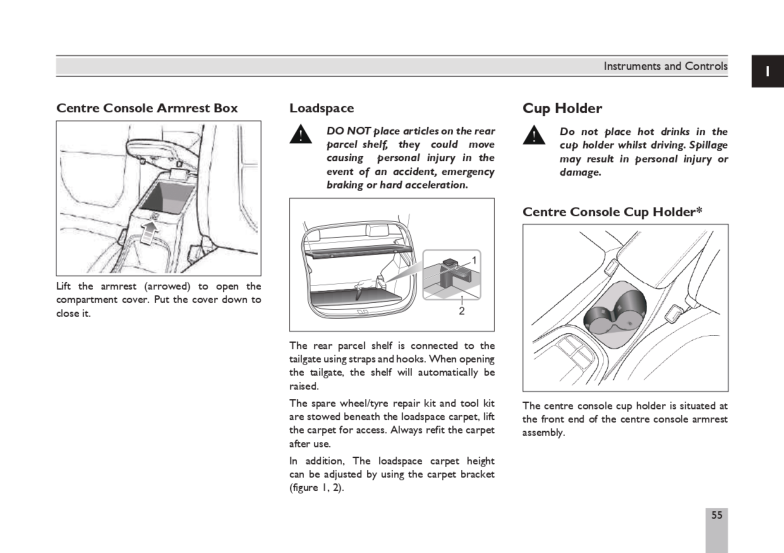 Instruments and Controls
1
Centre Console Armrest Box
Lift the armrest (arrowed) to open the
compartment cover. Put the cover down to
close it.
Loadspace
DO NOT place articles on the rear
parcel shelf, they could move
causing personal injury in the
event of an accident, emergency
braking or hard acceleration.
1
2
The rear parcel shelf is connected to the
tailgate using straps and hooks. When opening
the tailgate, the shelf will automatically be
raised.
The spare wheel/tyre repair kit and tool kit
are stowed beneath the loadspace carpet, lift
the carpet for access. Always refit the carpet
after use.
In addition, The loadspace carpet height
can be adjusted by using the carpet bracket
(figure 1, 2).
Cup Holder
Do not place hot drinks in the
cup holder whilst driving. Spillage
may result in personal injury or
damage.
Centre Console Cup Holder*
The centre console cup holder is situated at
the front end of the centre console armrest
assembly.
55